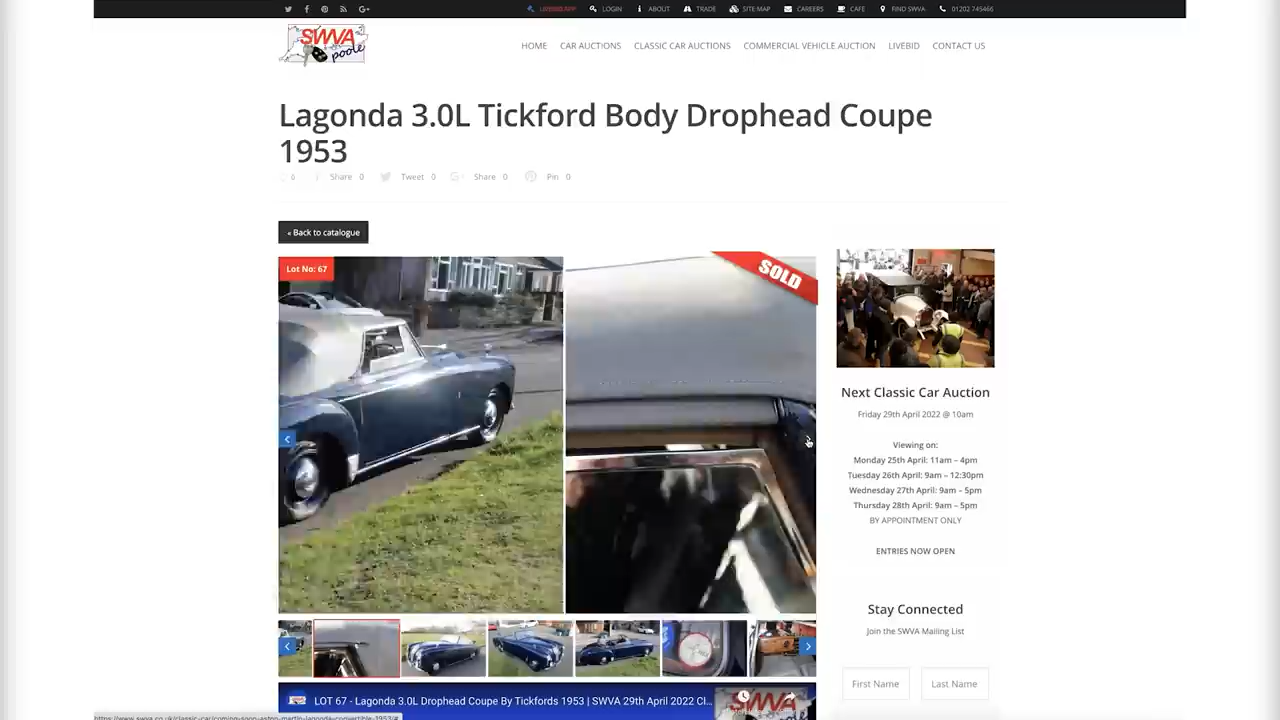 LIVEBID APP LOGIN ABOUT TRADE SITE MAP CAREERS CAFE FIND SWVA 01202 745466
SWVA
poole
HOME CAR AUCTIONS CLASSIC CAR AUCTIONS COMMERCIAL VEHICLE AUCTION LIVEBID CONTACT US
Lagonda 3.0L Tickford Body Drophead Coupe
1953
0 Share 0 Tweet 0 Share 0 Pin 0
« Back to catalogue
Lot No: 67
SOLD
Next Classic Car Auction
Friday 29th April 2022 @ 10am
Viewing on:
Monday 25th April: 11am – 4pm
Tuesday 26th April: 9am – 12:30pm
Wednesday 27th April: 9am – 5pm
Thursday 28th April: 9am – 5pm
BY APPOINTMENT ONLY
ENTRIES NOW OPEN
Stay Connected
Join the SWVA Mailing List
First Name Last Name
LOT 67 - Lagonda 3.0L Drophead Coupe By Tickfords 1953 | SWVA 29th April 2022 Cl...